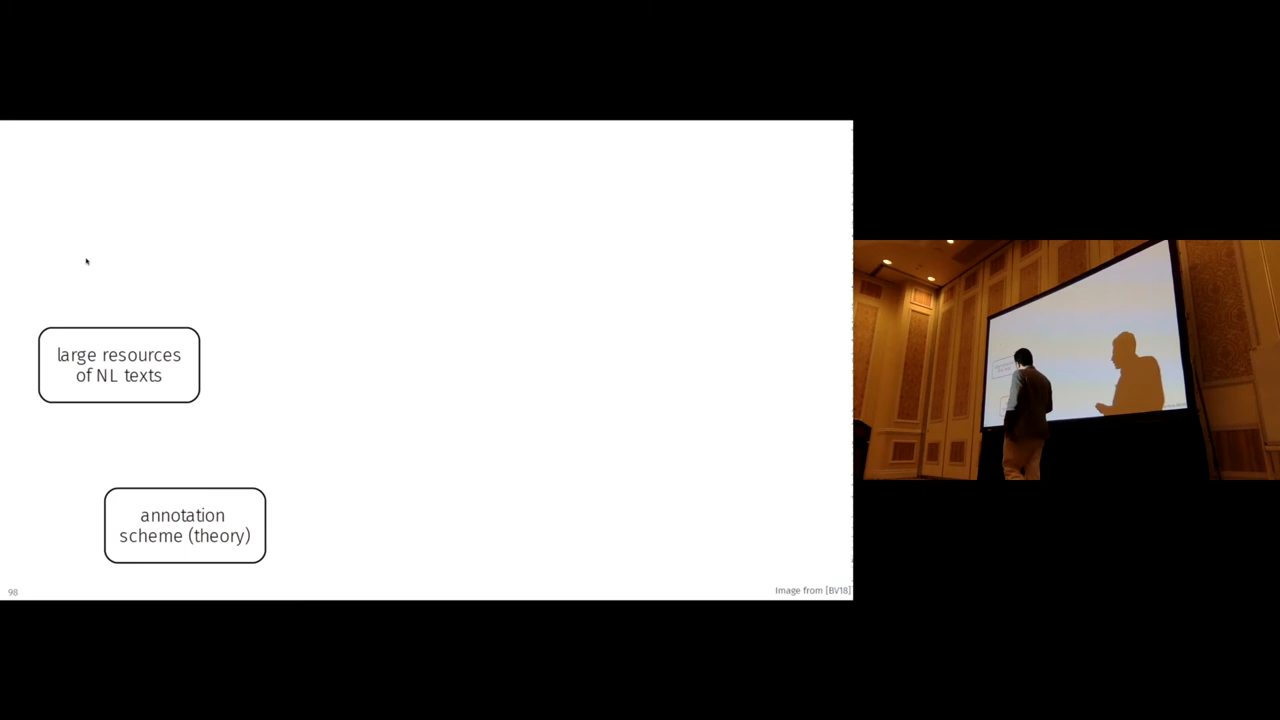 large resources
of NL texts
annotation
scheme (theory)
98
Image from [BV18]